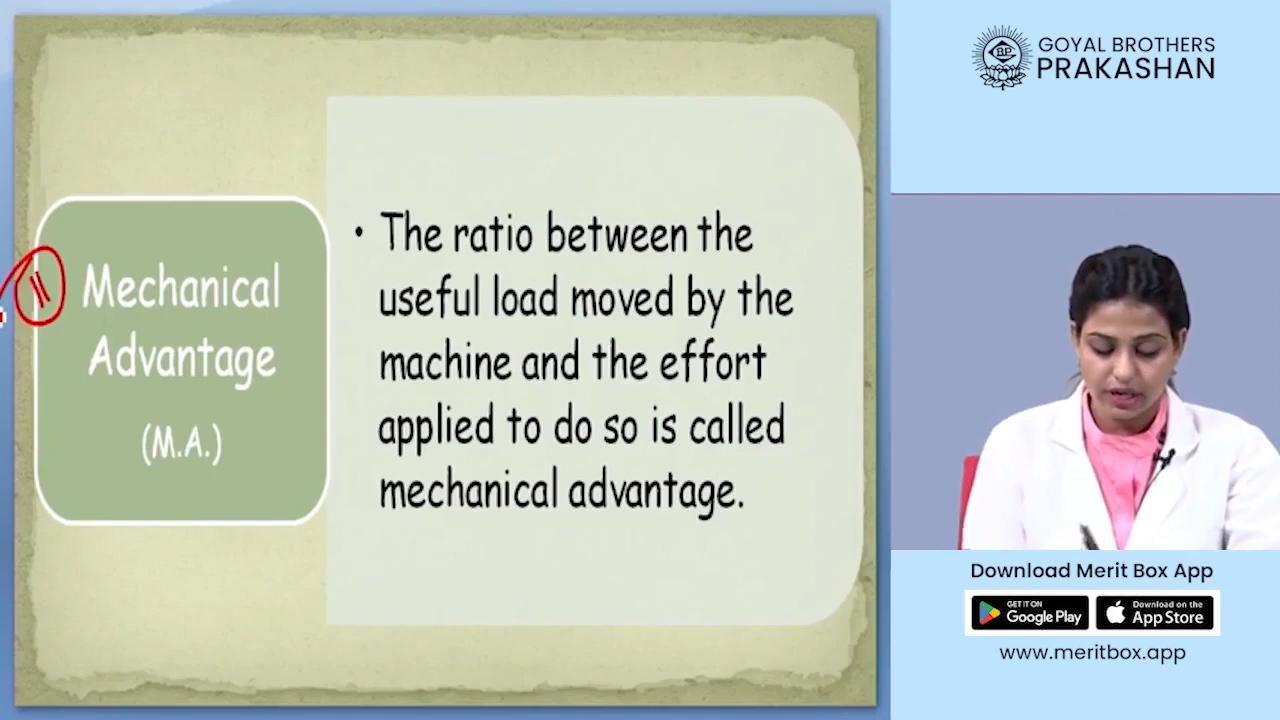 GOYAL BROTHERS
PRAKASHAN
Mechanical
Advantage
(M.A.)
• The ratio between the
useful load moved by the
machine and the effort
applied to do so is called
mechanical advantage.
Download Merit Box App
GET IT ON
Google Play
Download on the
App Store
www.meritbox.app